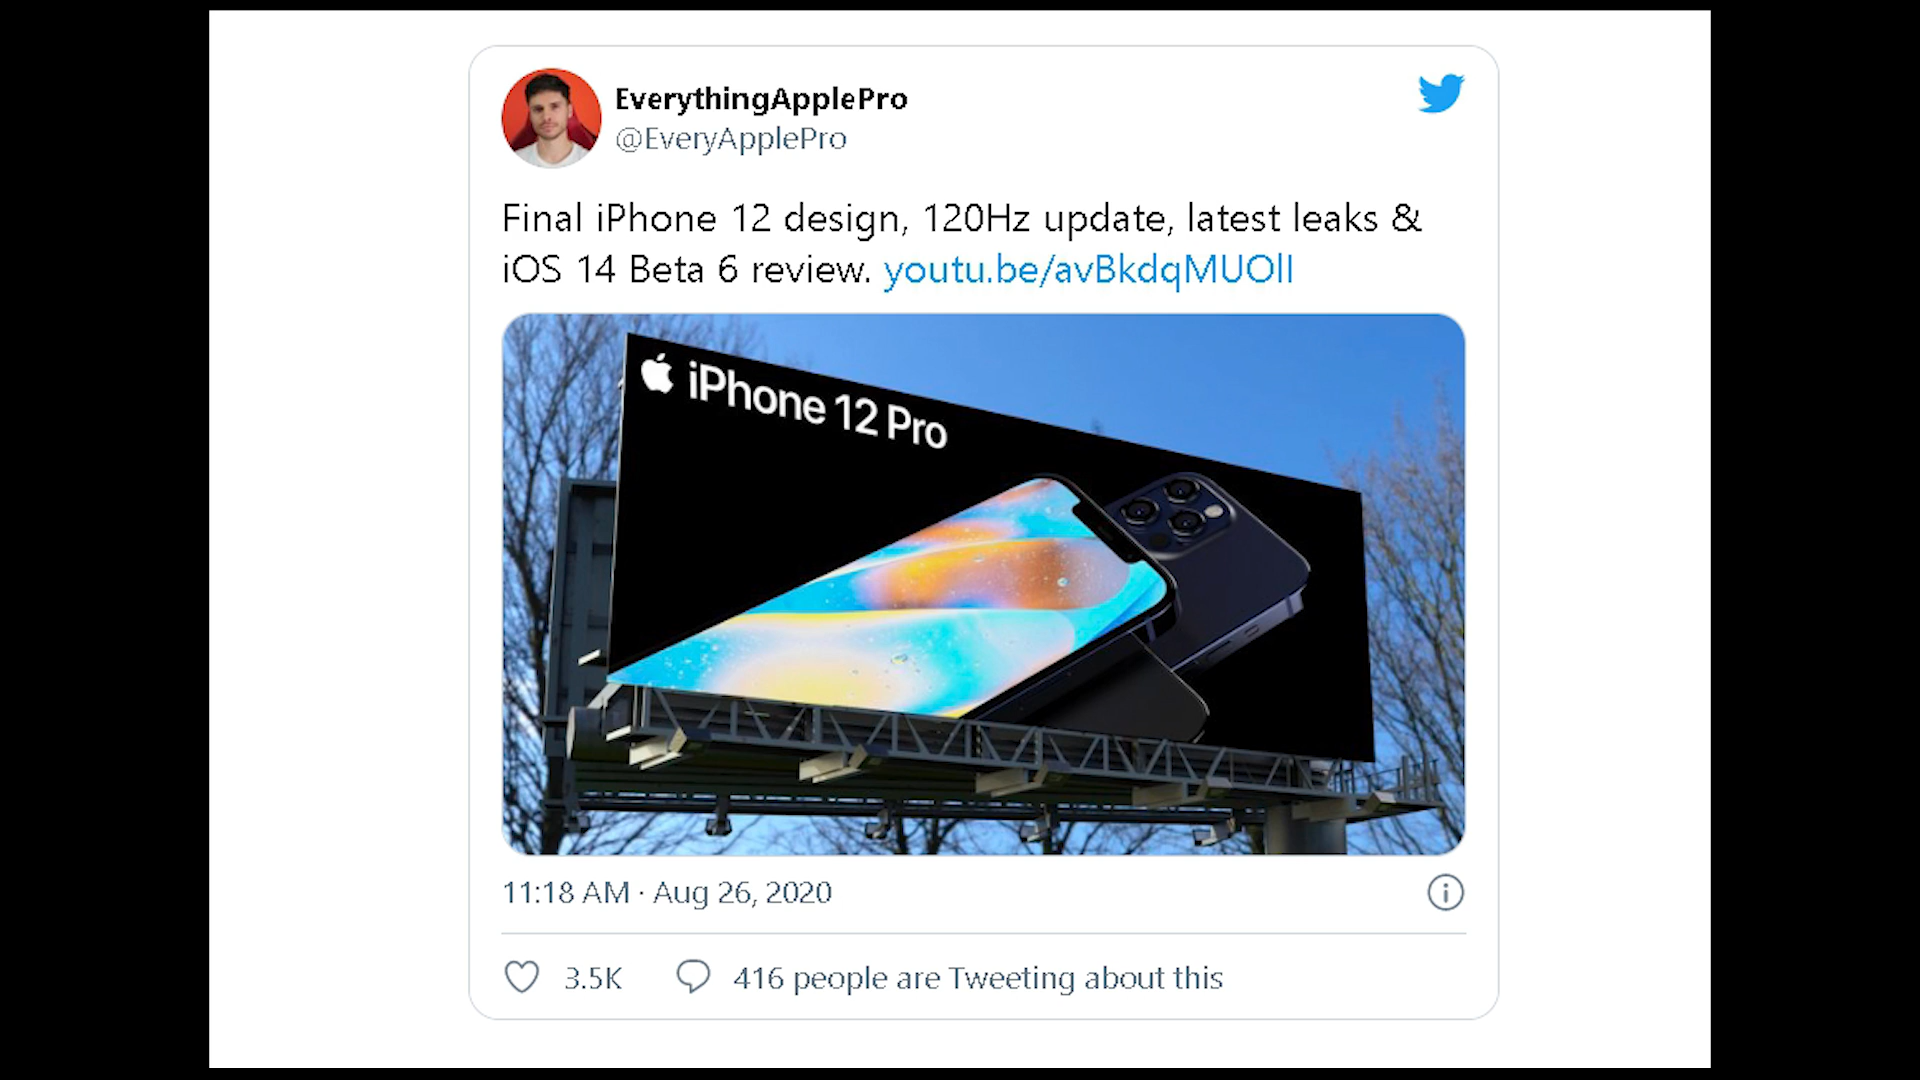 EverythingApplePro
@EveryApplePro
Final iPhone 12 design, 120Hz update, latest leaks &
iOS 14 Beta 6 review. youtu.be/avBkdqMUOlI
iPhone 12 Pro
11:18 AM · Aug 26, 2020
3.5K
416 people are Tweeting about this